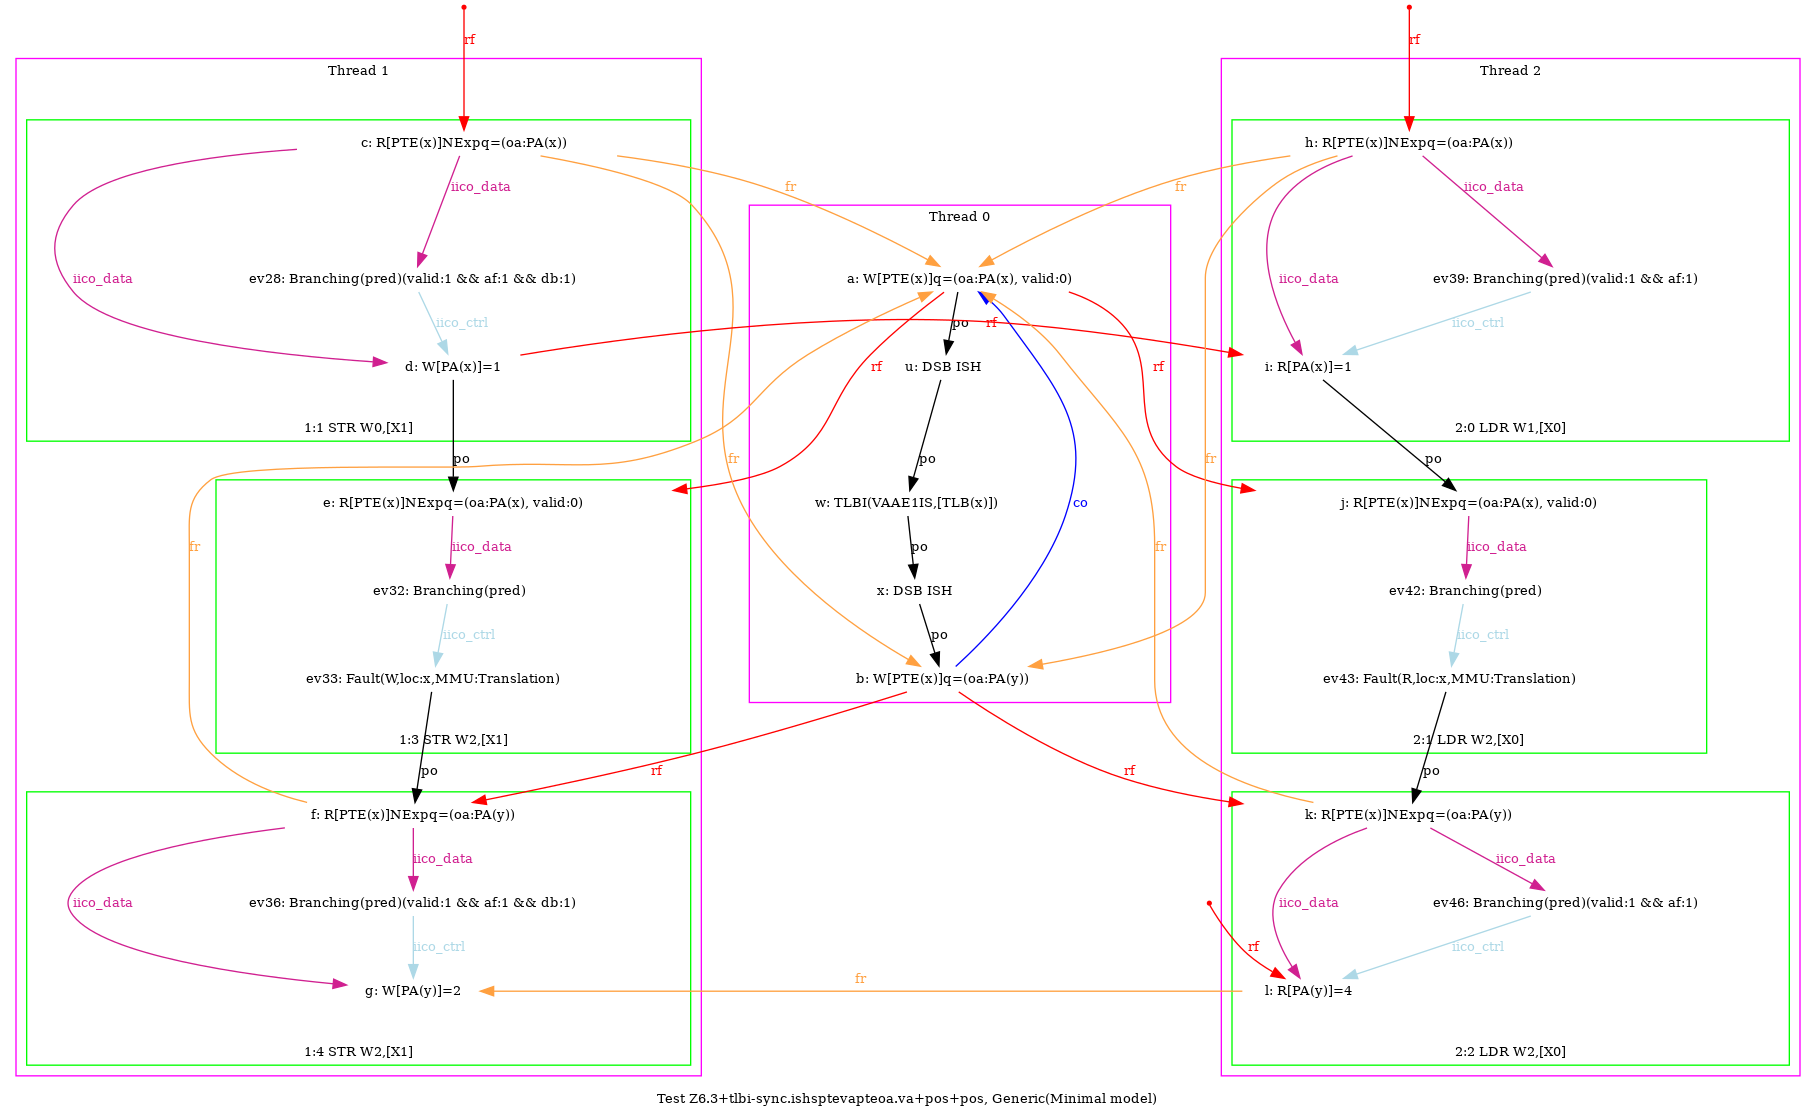 rf
rf
Thread 1
Thread 2
c: R[PTE(x)]NExpq=(oa:PA(x))
h: R[PTE(x)]NExpq=(oa:PA(x))
iico_data
fr
fr
iico_data
Thread 0
iico_data
ev28: Branching(pred)(valid:1 && af:1 && db:1)
a: W[PTE(x)]q=(oa:PA(x), valid:0)
iico_data
ev39: Branching(pred)(valid:1 && af:1)
iico_ctrl
po
rf
iico_ctrl
d: W[PA(x)]=1
rf
u: DSB ISH
rf
i: R[PA(x)]=1
1:1 STR W0,[X1]
2:0 LDR W1,[X0]
po
fr
po
fr
po
e: R[PTE(x)]NExpq=(oa:PA(x), valid:0)
w: TLBI(VAAE1IS,[TLB(x)])
co
j: R[PTE(x)]NExpq=(oa:PA(x), valid:0)
fr
iico_data
po
fr
iico_data
ev32: Branching(pred)
x: DSB ISH
ev42: Branching(pred)
iico_ctrl
po
iico_ctrl
ev33: Fault(W,loc:x,MMU:Translation)
b: W[PTE(x)]q=(oa:PA(y))
ev43: Fault(R,loc:x,MMU:Translation)
1:3 STR W2,[X1]
2:1 LDR W2,[X0]
po
rf
rf
po
f: R[PTE(x)]NExpq=(oa:PA(y))
k: R[PTE(x)]NExpq=(oa:PA(y))
iico_data
iico_data
iico_data
ev36: Branching(pred)(valid:1 && af:1 && db:1)
iico_data
ev46: Branching(pred)(valid:1 && af:1)
iico_ctrl
rf
iico_ctrl
g: W[PA(y)]=2
fr
l: R[PA(y)]=4
1:4 STR W2,[X1]
2:2 LDR W2,[X0]
Test Z6.3+tlbi-sync.ishsptevapteoa.va+pos+pos, Generic(Minimal model)